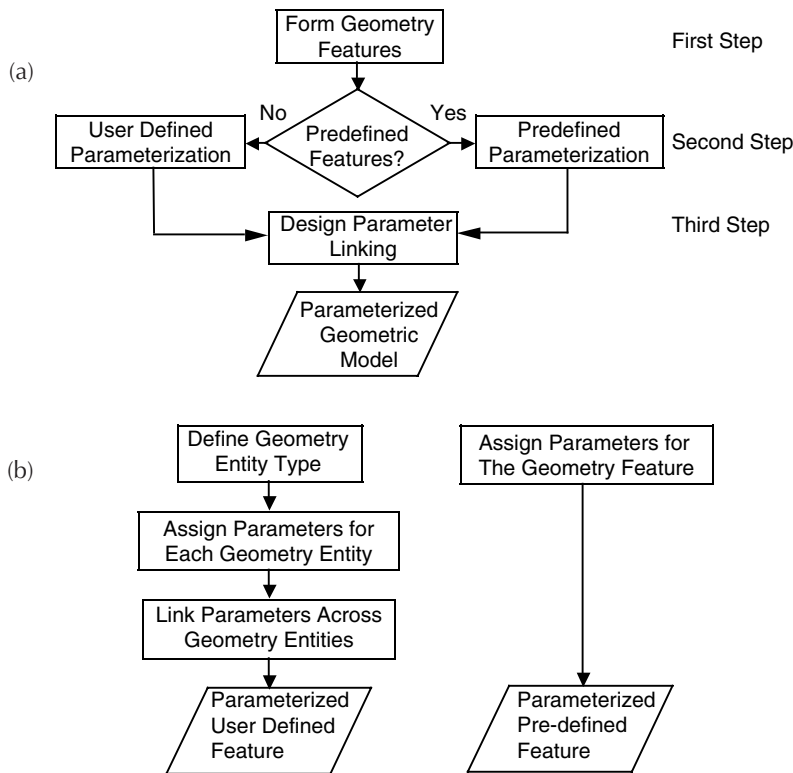 Form Geometry
Features
First Step
(a)
No
Yes
User Defined
Parameterization
Predefined
Features?
Predefined
Parameterization
Second Step
Design Parameter
Linking
Third Step
Parameterized
Geometric
Model
(b)
Define Geometry
Entity Type
Assign Parameters for
Each Geometry Entity
Link Parameters Across
Geometry Entities
Parameterized
User Defined
Feature
Assign Parameters for
The Geometry Feature
Parameterized
Pre-defined
Feature